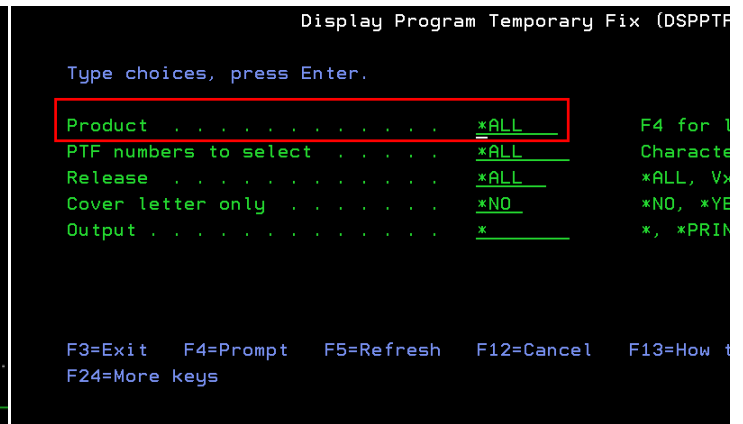 Display Program Temporary Fix (DSPPTF
Type choices, press Enter.
Product . . . . . . . . . . . . *ALL F4 for l
PTF numbers to select . . . . . *ALL Characte
Release . . . . . . . . . . . . *ALL *ALL, Vx
Cover letter only . . . . . . . *NO *NO, *YE
Output . . . . . . . . . . . . . * *, *PRIN
F3=Exit F4=Prompt F5=Refresh F12=Cancel F13=How t
F24=More keys